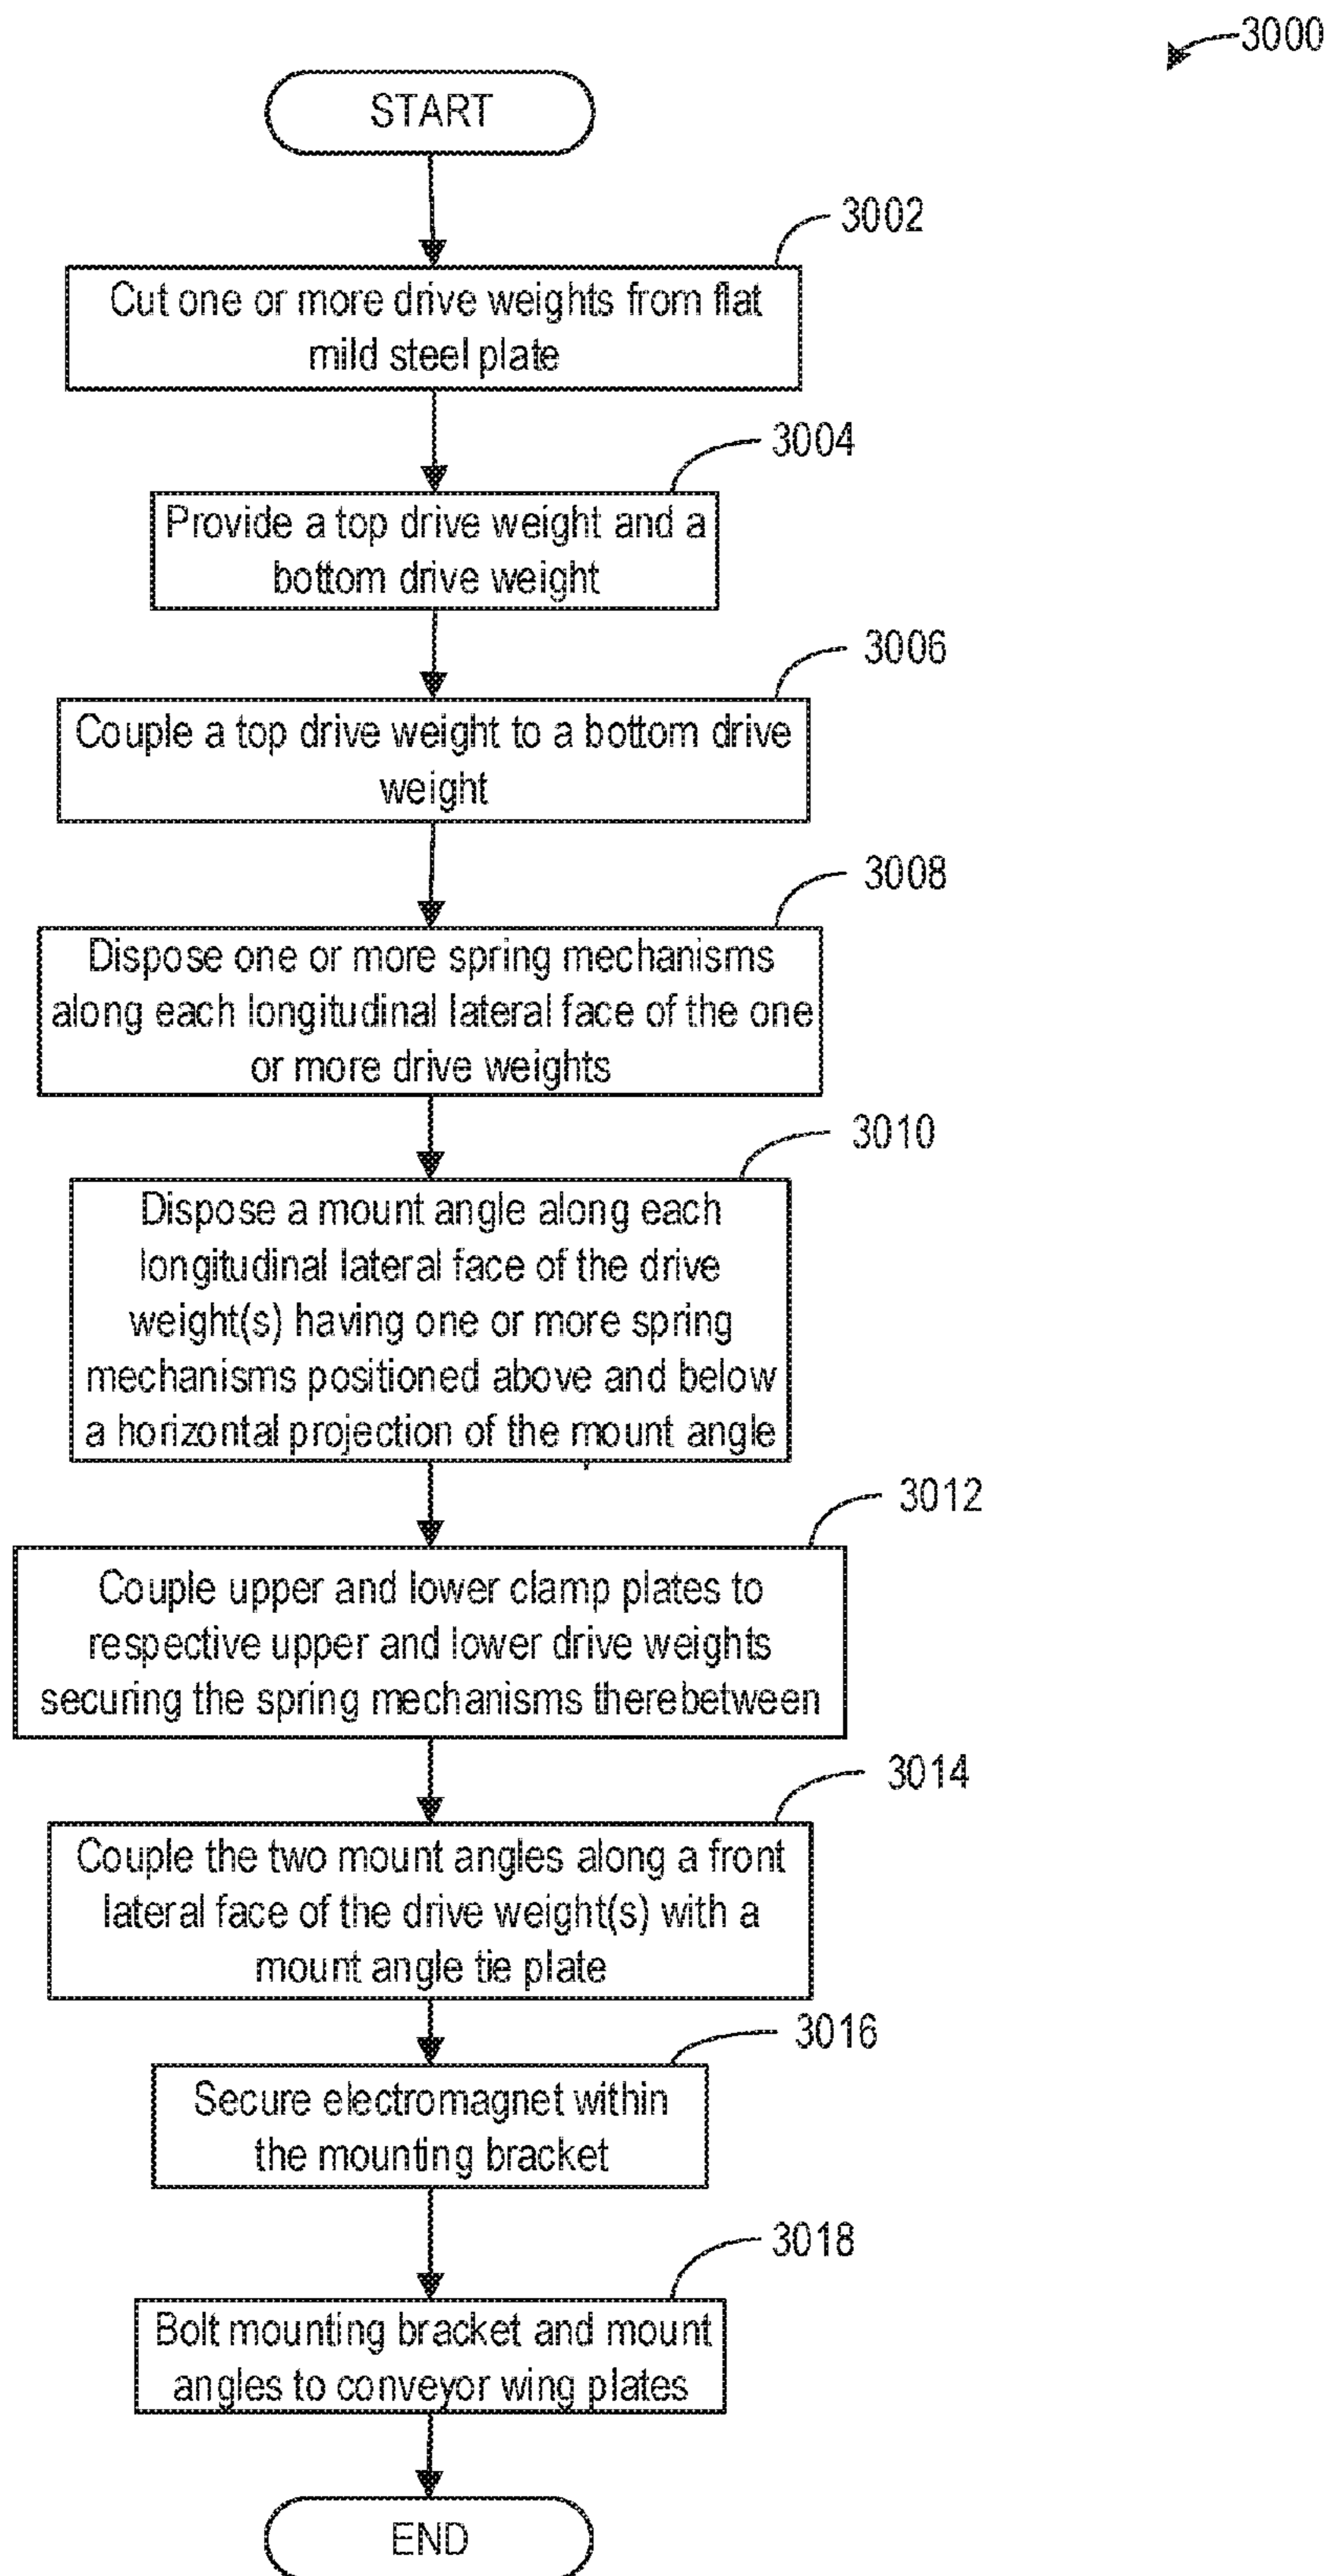 3000
START
3002
Cut one or more drive weights from flat
mild steel plate
3004
Provide a top drive weight and a
bottom drive weight
3006
Couple a top drive weight to a bottom drive
weight
3008
Dispose one or more spring mechanisms
along each longitudinal lateral face of the one
or more drive weights
3010
Dispose a mount angle along each
longitudinal lateral face of the drive
weight(s) having one or more spring
mechanisms positioned above and below
a horizontal projection of the mount angle
3012
Couple upper and lower clamp plates to
respective upper and lower drive weights
securing the spring mechanisms therebetween
3014
Couple the two mount angles along a front
lateral face of the drive weight(s) with a
mount angle tie plate
3016
Secure electromagnet within
the mounting bracket
3018
Bolt mounting bracket and mount
angles to conveyor wing plates
END